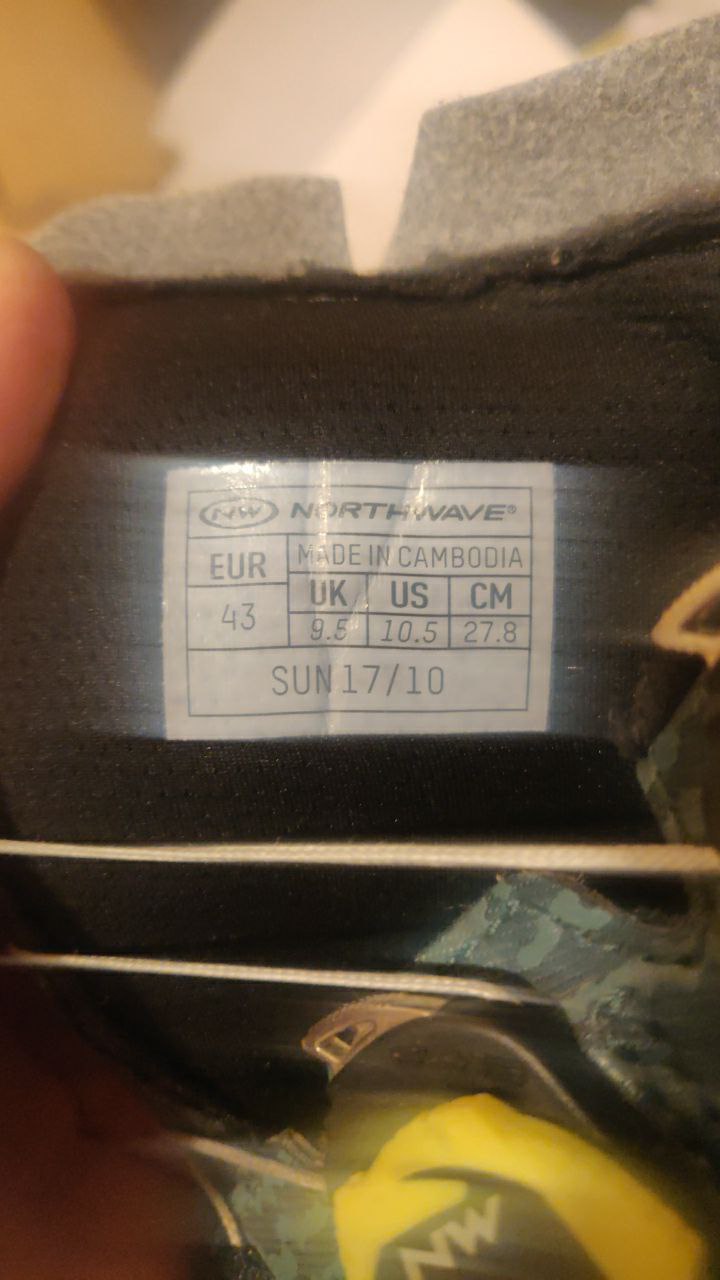 NW NORTHWAVE®
EUR MADE IN CAMBODIA
UK US CM
43 9.5 10.5 27.8
SUN 17/10
NW